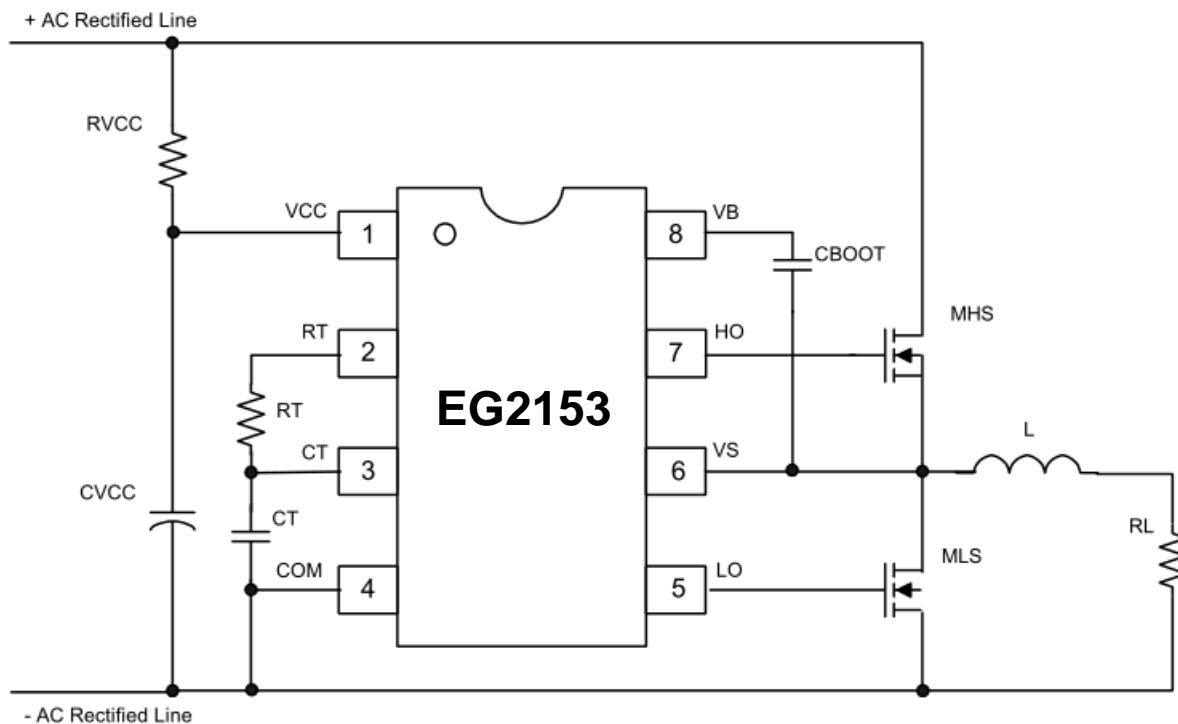 + AC Rectified Line
RVCC
VCC
1
8
VB
CBOOT
MHS
RT
2
7
HO
EG2153
RT
L
CT
3
6
VS
CVCC
CT
RL
MLS
COM
4
5
LO
- AC Rectified Line